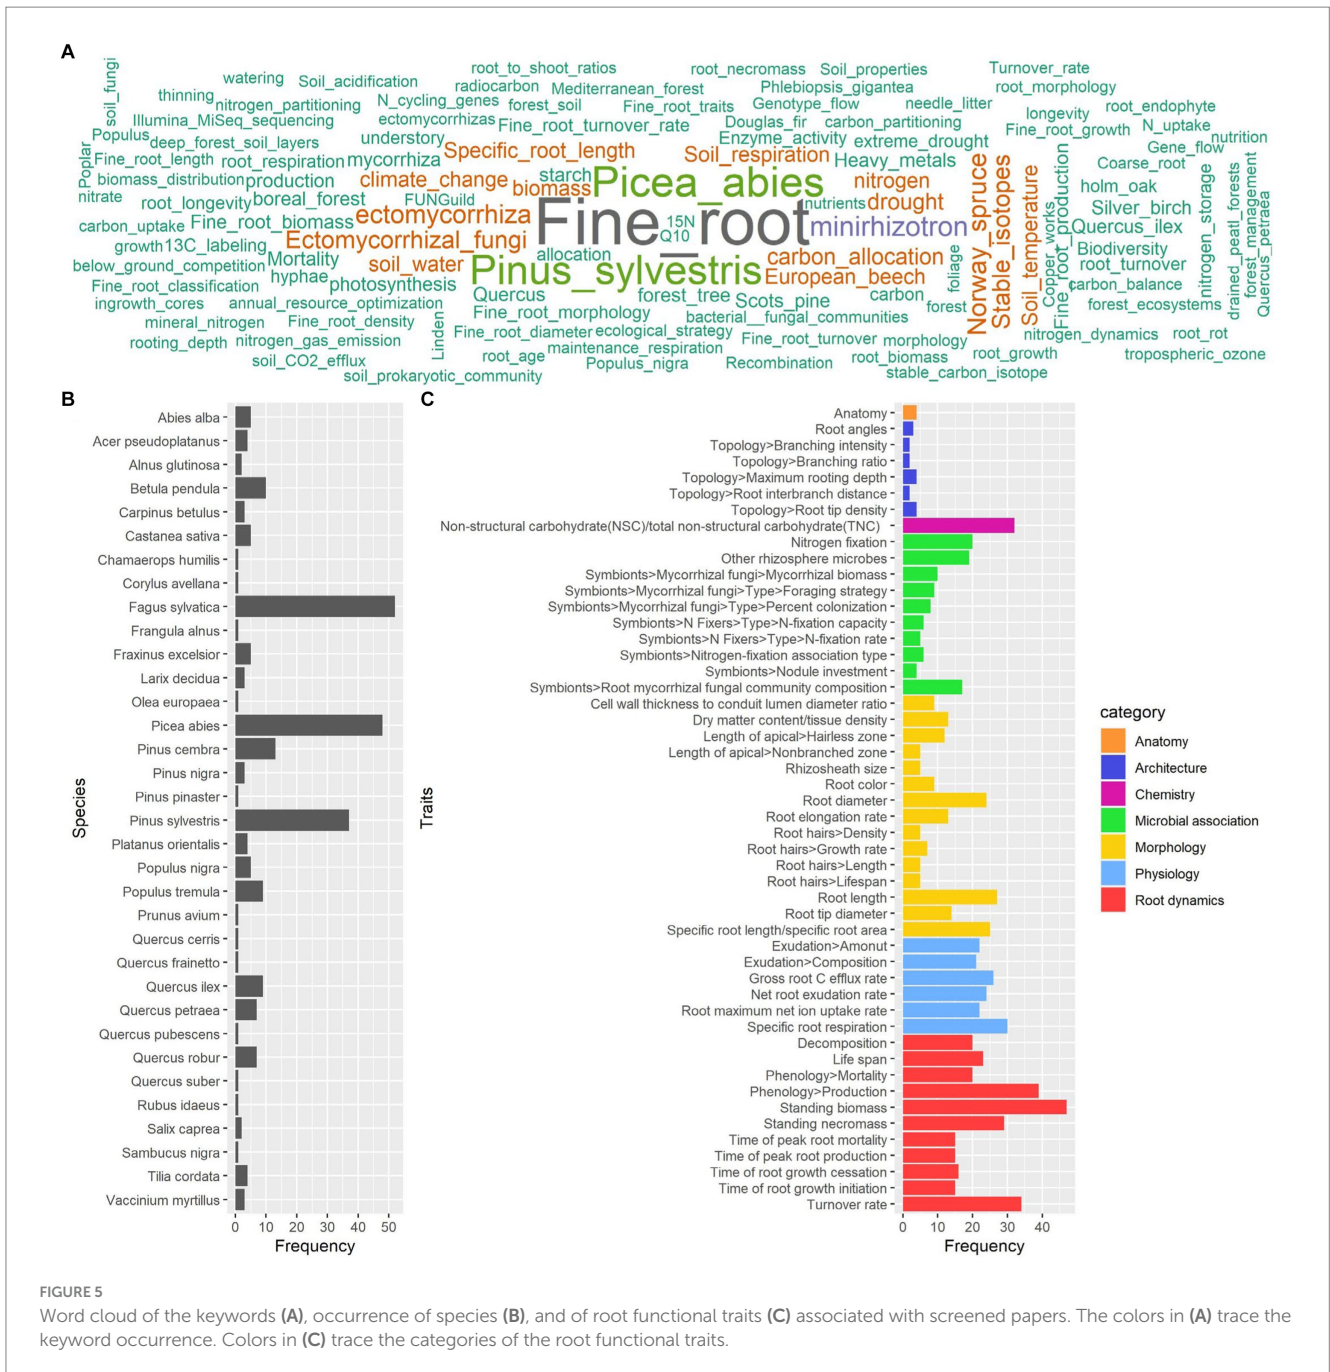 A
soil_fungi
watering
Soil_acidification
root_to_shoot_ratios
root_necromass
Soil_properties
Turnover_rate
thinning
nitrogen_partitioning
N_cycling_genes
radiocarbon
Mediterranean_forest
forest_soil
Phlebiopsis_gigantea
root_morphology
Illumina_MiSeq_sequencing
ectomycorrhizas
Fine_root_traits
Genotype_flow
needle_litter
longevity
root_endophyte
Populus
deep_forest_soil_layers
understory
Fine_root_turnover_rate
Douglas_fir
carbon_partitioning
Fine_root_growth
N_uptake
nutrition
Poplar
Fine_root_length
root_respiration
mycorrhiza
Specific_root_length
Enzyme_activity
extreme_drought
Gene_flow
Soil_respiration
Heavy_metals
Coarse_root
biomass_distribution
production
climate_change
starch
biomass
Picea_abies
nitrogen
holm_oak
nitrate
root_longevity
boreal_forest
FUNGuild
nutrients
drought
Silver_birch
carbon_uptake
Fine_root_biomass
ectomycorrhiza
Fine_root
15N
Q10
minirhizotron
Norway_spruce
Stable_isotopes
Soil_temperature
Fine_root_production
Copper_works
Quercus_ilex
nitrogen_storage
drained_peatl_forests
forest_management
Quercus_petraea
growth
13C_labeling
Ectomycorrhizal_fungi
allocation
carbon_allocation
foliage
Biodiversity
below_ground_competition
Mortality
soil_water
Pinus_sylvestris
European_beech
root_turnover
Fine_root_classification
hyphae
photosynthesis
carbon_balance
ingrowth_cores
annual_resource_optimization
Quercus
forest_tree
Scots_pine
carbon
forest
forest_ecosystems
mineral_nitrogen
Fine_root_density
Linden
Fine_root_morphology
bacterial__fungal_communities
rooting_depth
nitrogen_gas_emission
Fine_root_diameter
ecological_strategy
Fine_root_turnover
morphology
nitrogen_dynamics
root_rot
soil_CO2_efflux
root_age
maintenance_respiration
Populus_nigra
Recombination
root_biomass
root_growth
tropospheric_ozone
soil_prokaryotic_community
stable_carbon_isotope
B
Species
Abies alba
Acer pseudoplatanus
Alnus glutinosa
Betula pendula
Carpinus betulus
Castanea sativa
Chamaerops humilis
Corylus avellana
Fagus sylvatica
Frangula alnus
Fraxinus excelsior
Larix decidua
Olea europaea
Picea abies
Pinus cembra
Pinus nigra
Pinus pinaster
Pinus sylvestris
Platanus orientalis
Populus nigra
Populus tremula
Prunus avium
Quercus cerris
Quercus frainetto
Quercus ilex
Quercus petraea
Quercus pubescens
Quercus robur
Quercus suber
Rubus idaeus
Salix caprea
Sambucus nigra
Tilia cordata
Vaccinium myrtillus
0 10 20 30 40 50
Frequency
C
Traits
Anatomy
Root angles
Topology>Branching intensity
Topology>Branching ratio
Topology>Maximum rooting depth
Topology>Root interbranch distance
Topology>Root tip density
Non-structural carbohydrate(NSC)/total non-structural carbohydrate(TNC)
Nitrogen fixation
Other rhizosphere microbes
Symbionts>Mycorrhizal fungi>Mycorrhizal biomass
Symbionts>Mycorrhizal fungi>Type>Foraging strategy
Symbionts>Mycorrhizal fungi>Type>Percent colonization
Symbionts>N Fixers>Type>N-fixation capacity
Symbionts>N Fixers>Type>N-fixation rate
Symbionts>Nitrogen-fixation association type
Symbionts>Nodule investment
Symbionts>Root mycorrhizal fungal community composition
Cell wall thickness to conduit lumen diameter ratio
Dry matter content/tissue density
Length of apical>Hairless zone
Length of apical>Nonbranched zone
Rhizosheath size
Root color
Root diameter
Root elongation rate
Root hairs>Density
Root hairs>Growth rate
Root hairs>Length
Root hairs>Lifespan
Root length
Root tip diameter
Specific root length/specific root area
Exudation>Amonut
Exudation>Composition
Gross root C efflux rate
Net root exudation rate
Root maximum net ion uptake rate
Specific root respiration
Decomposition
Life span
Phenology>Mortality
Phenology>Production
Standing biomass
Standing necromass
Time of peak root mortality
Time of peak root production
Time of root growth cessation
Time of root growth initiation
Turnover rate
0 10 20 30 40
Frequency
category
Anatomy
Architecture
Chemistry
Microbial association
Morphology
Physiology
Root dynamics
FIGURE 5
Word cloud of the keywords (A), occurrence of species (B), and of root functional traits (C) associated with screened papers. The colors in (A) trace the
keyword occurrence. Colors in (C) trace the categories of the root functional traits.